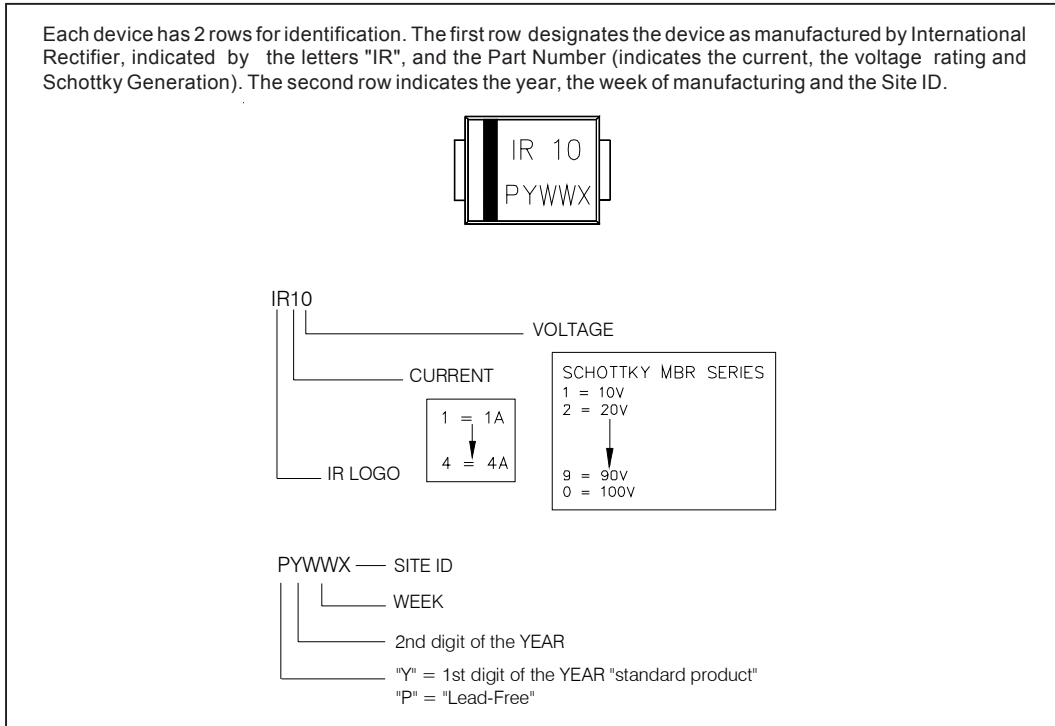 Each device has 2 rows for identification. The first row designates the device as manufactured by International
Rectifier, indicated by the letters "IR", and the Part Number (indicates the current, the voltage rating and
Schottky Generation). The second row indicates the year, the week of manufacturing and the Site ID.
IR 10
PYWWX
IR10
VOLTAGE
CURRENT
SCHOTTKY MBR SERIES
1 = 10V
2 = 20V
9 = 90V
0 = 100V
1 = 1A
4 = 4A
IR LOGO
PYWWX
SITE ID
WEEK
2nd digit of the YEAR
"Y" = 1st digit of the YEAR "standard product"
"P" = "Lead-Free"